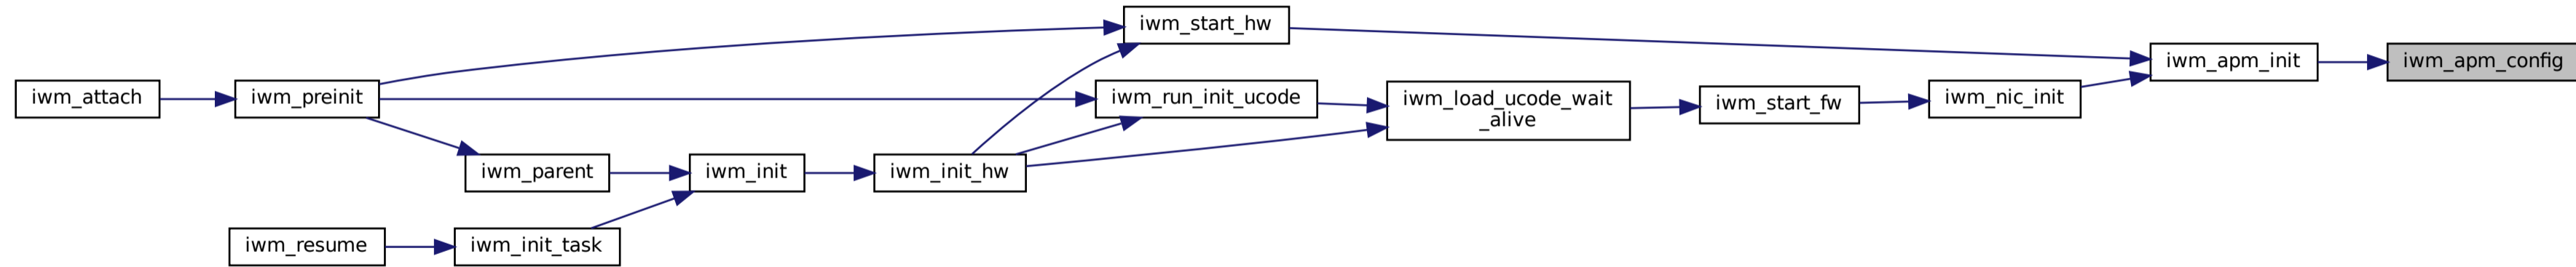 iwm_start_hw
iwm_apm_init
iwm_apm_config
iwm_attach
iwm_preinit
iwm_run_init_ucode
iwm_load_ucode_wait
_alive
iwm_start_fw
iwm_nic_init
iwm_parent
iwm_init
iwm_init_hw
iwm_resume
iwm_init_task